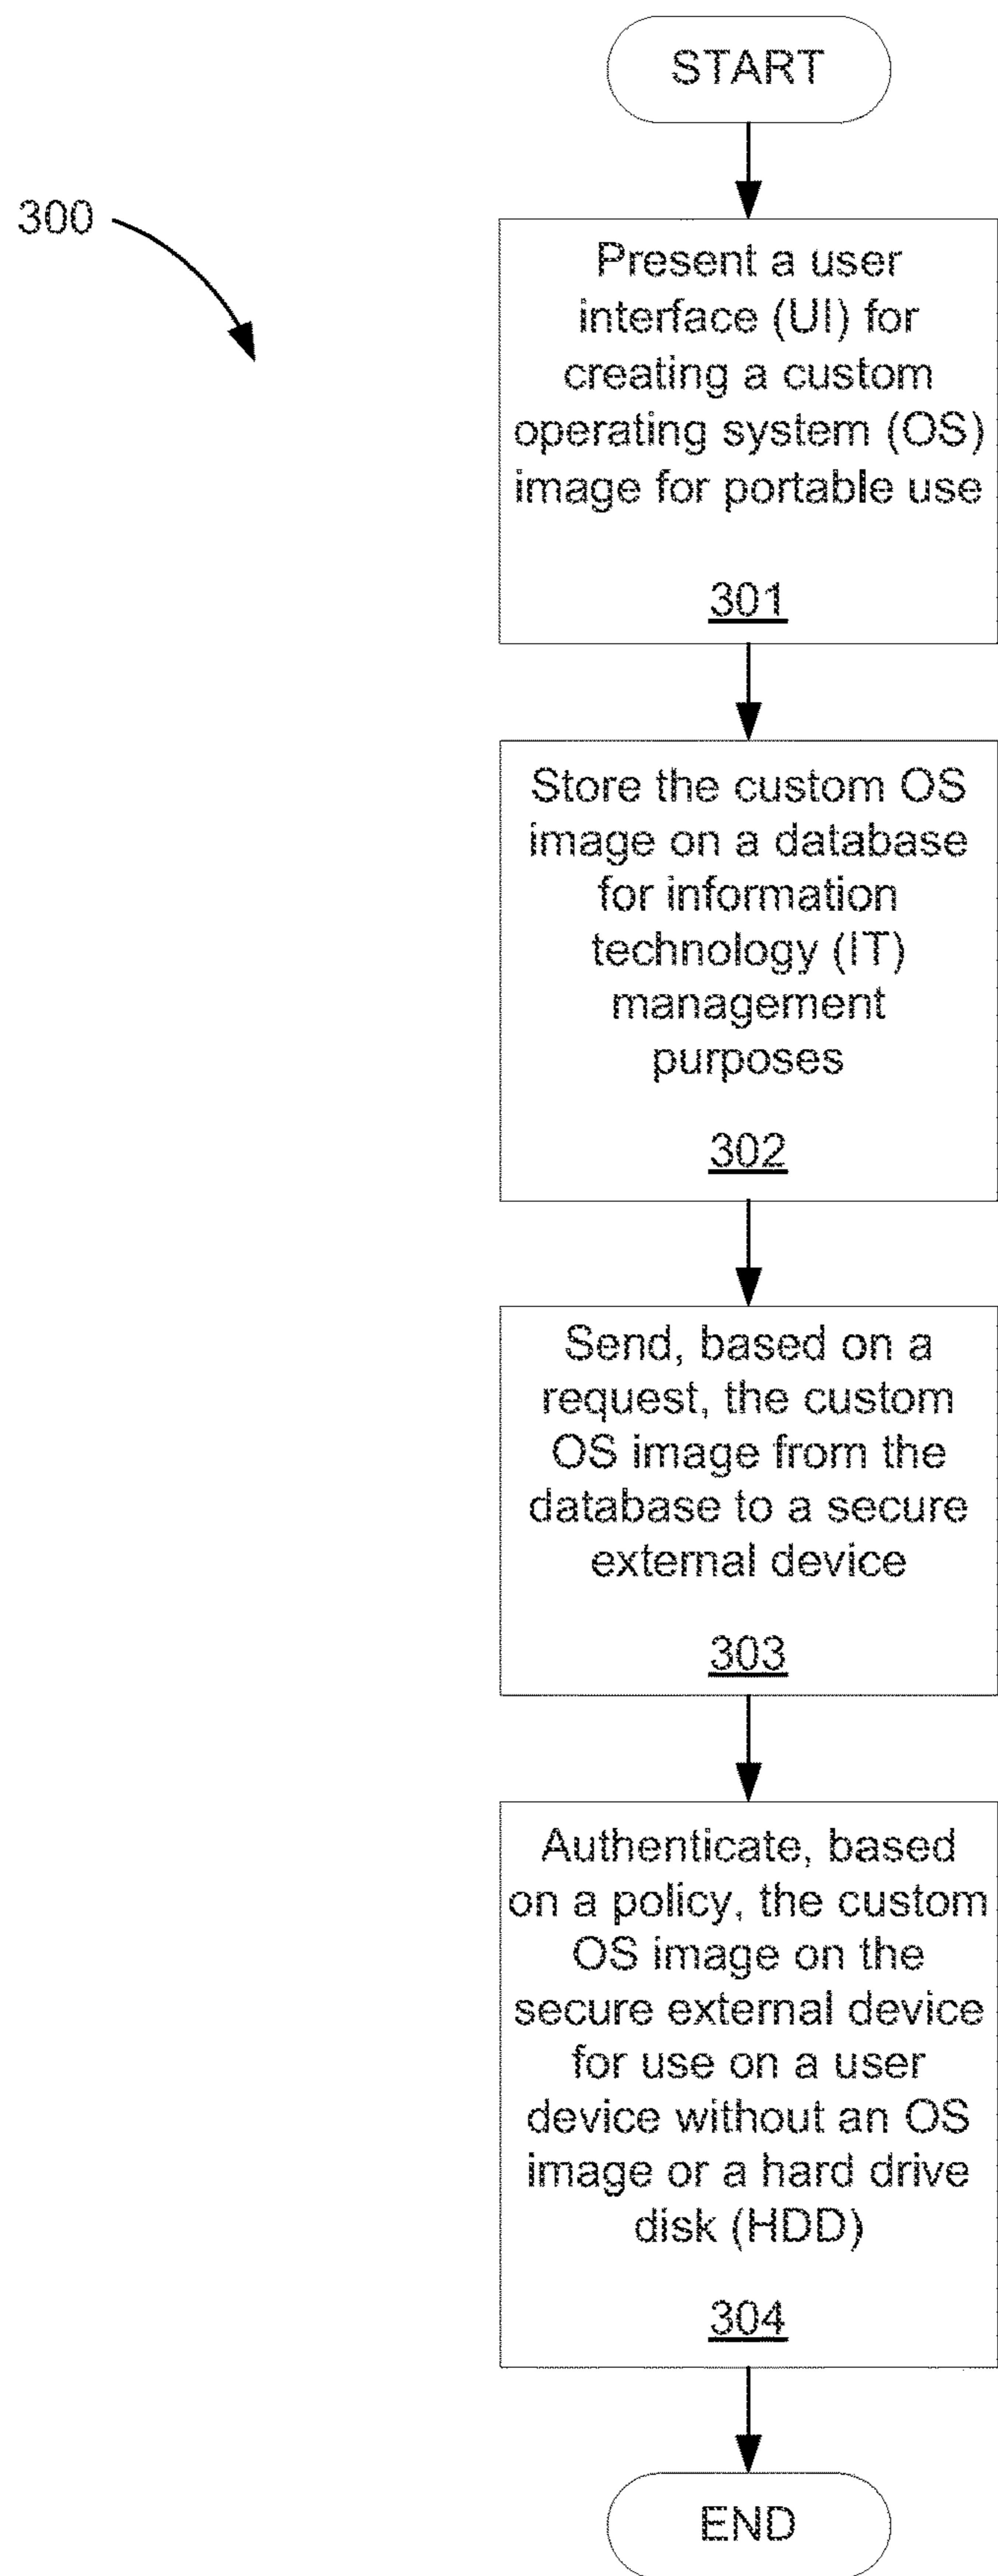 START
300
Present a user
interface (UI) for
creating a custom
operating system (OS)
image for portable use
301
Store the custom OS
image on a database
for information
technology (IT)
management
purposes
302
Send, based on a
request, the custom
OS image from the
database to a secure
external device
303
Authenticate, based
on a policy, the custom
OS image on the
secure external device
for use on a user
device without an OS
image or a hard drive
disk (HDD)
304
END